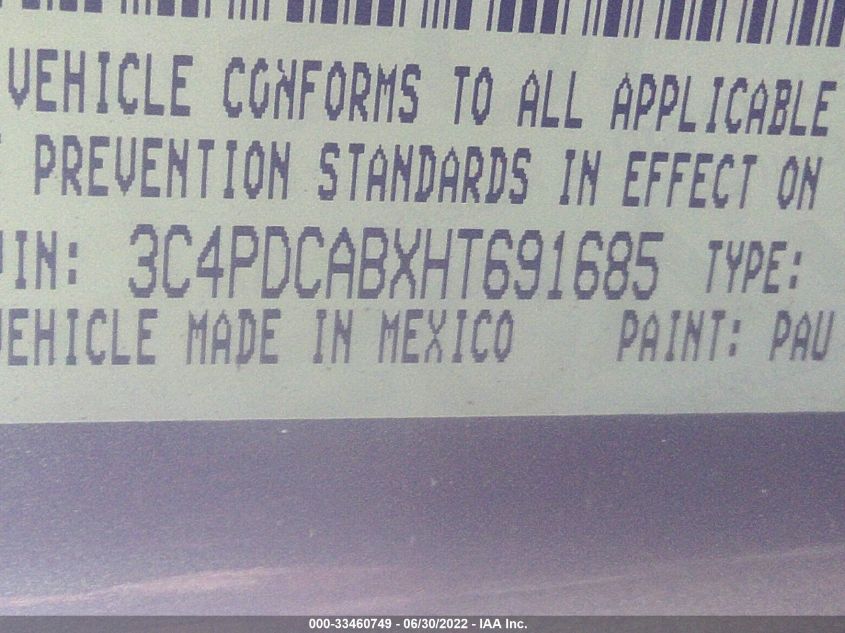 VEHICLE CONFORMS TO ALL APPLICABLE
PREVENTION STANDARDS IN EFFECT ON
VIN: 3C4PDCABXHT691685 TYPE:
VEHICLE MADE IN MEXICO PAINT: PAU
000-33460749 - 06/30/2022 - IAA Inc.